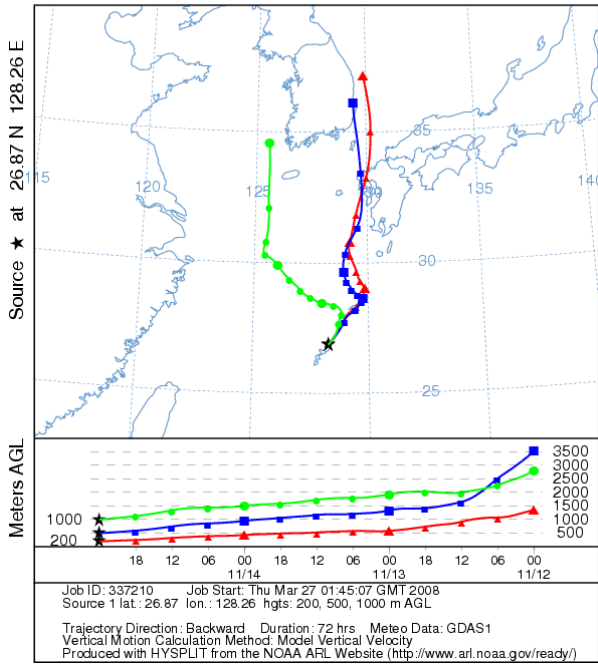 Source ★ at 26.87 N 128.26 E
115
120
125
130
135
140
35
30
25
Meters AGL
1000
200
3500
3000
2500
2000
1500
1000
500
18 12 06 00 18 12 06 00 18 12 06 00
11/14 11/13 11/12
Job ID: 337210 Job Start: Thu Mar 27 01:45:07 GMT 2008
Source 1 lat.: 26.87 lon.: 128.26 hgts: 200, 500, 1000 m AGL
Trajectory Direction: Backward Duration: 72 hrs Meteo Data: GDAS1
Vertical Motion Calculation Method: Model Vertical Velocity
Produced with HYSPLIT from the NOAA ARL Website (http://www.arl.noaa.gov/ready/)